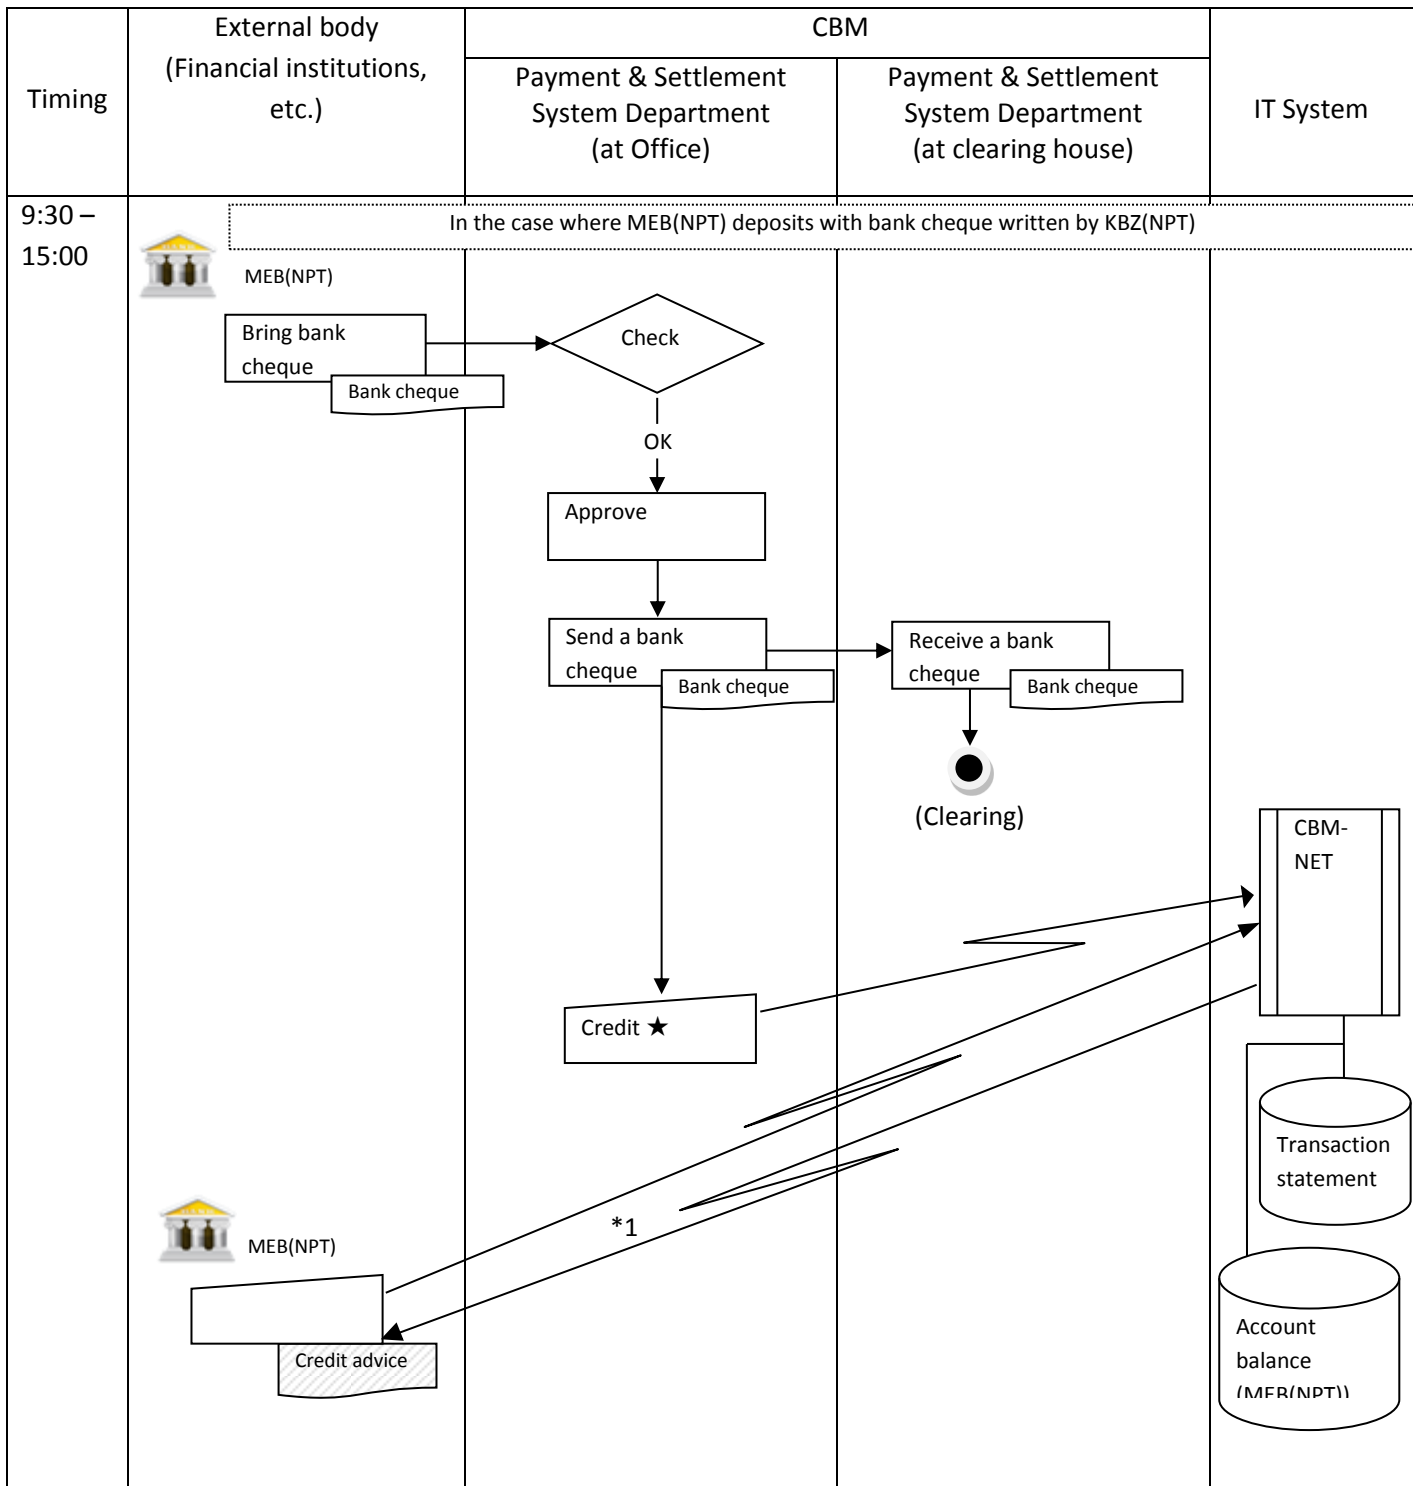 Timing
External body
(Financial institutions,
etc.)
CBM
Payment & Settlement
System Department
(at Office)
Payment & Settlement
System Department
(at clearing house)
IT System
9:30 –
15:00
In the case where MEB(NPT) deposits with bank cheque written by KBZ(NPT)
MEB(NPT)
Bring bank
cheque
Bank cheque
Check
OK
Approve
Send a bank
cheque
Bank cheque
Receive a bank
cheque
Bank cheque
(Clearing)
CBM-
NET
Credit ★
Transaction
statement
*1
MEB(NPT)
Credit advice
Account
balance
(MEB(NPT))